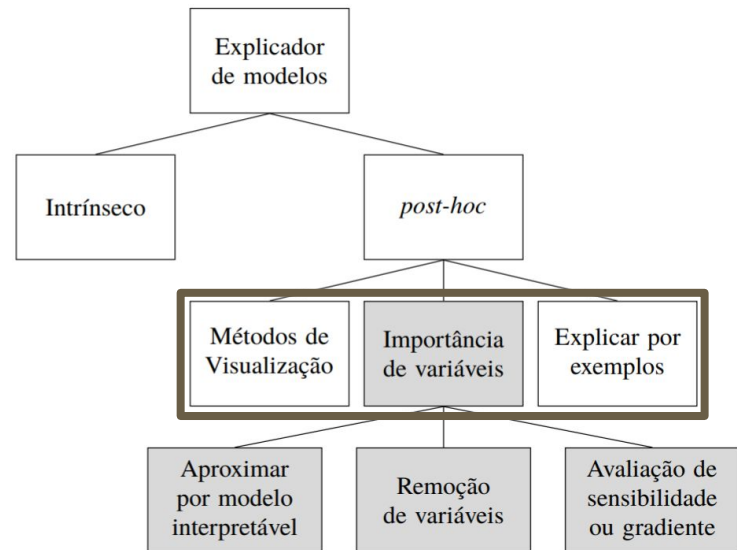 Explicador
de modelos
Intrínseco
post-hoc
Métodos de
Visualização
Importância
de variáveis
Explicar por
exemplos
Aproximar
por modelo
interpretável
Remoção
de variáveis
Avaliação de
sensibilidade
ou gradiente